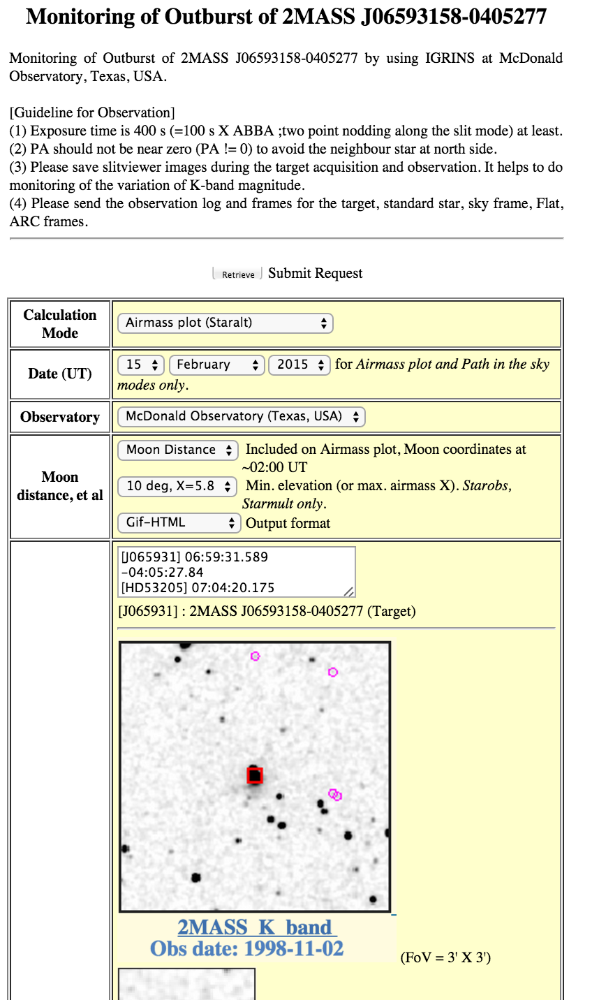 Monitoring of Outburst of 2MASS J06593158-0405277
Monitoring of Outburst of 2MASS J06593158-0405277 by using IGRINS at McDonald
Observatory, Texas, USA.
[Guideline for Observation]
(1) Exposure time is 400 s (=100 s X ABBA ;two point nodding along the slit mode) at least.
(2) PA should not be near zero (PA != 0) to avoid the neighbour star at north side.
(3) Please save slitviewer images during the target acquisition and observation. It helps to do
monitoring of the variation of K-band magnitude.
(4) Please send the observation log and frames for the target, standard star, sky frame, Flat,
ARC frames.
Retrieve Submit Request
Calculation
Mode
Airmass plot (Staralt)
Date (UT)
15 February 2015 for Airmass plot and Path in the sky
modes only.
Observatory
McDonald Observatory (Texas, USA)
Moon
distance, et al
Moon Distance Included on Airmass plot, Moon coordinates at
~02:00 UT
10 deg, X=5.8 Min. elevation (or max. airmass X). Starobs,
Starmult only.
Gif-HTML Output format
[J065931] 06:59:31.589
-04:05:27.84
[HD53205] 07:04:20.175
[J065931] : 2MASS J06593158-0405277 (Target)
2MASS K band
Obs date: 1998-11-02
(FoV = 3' X 3')